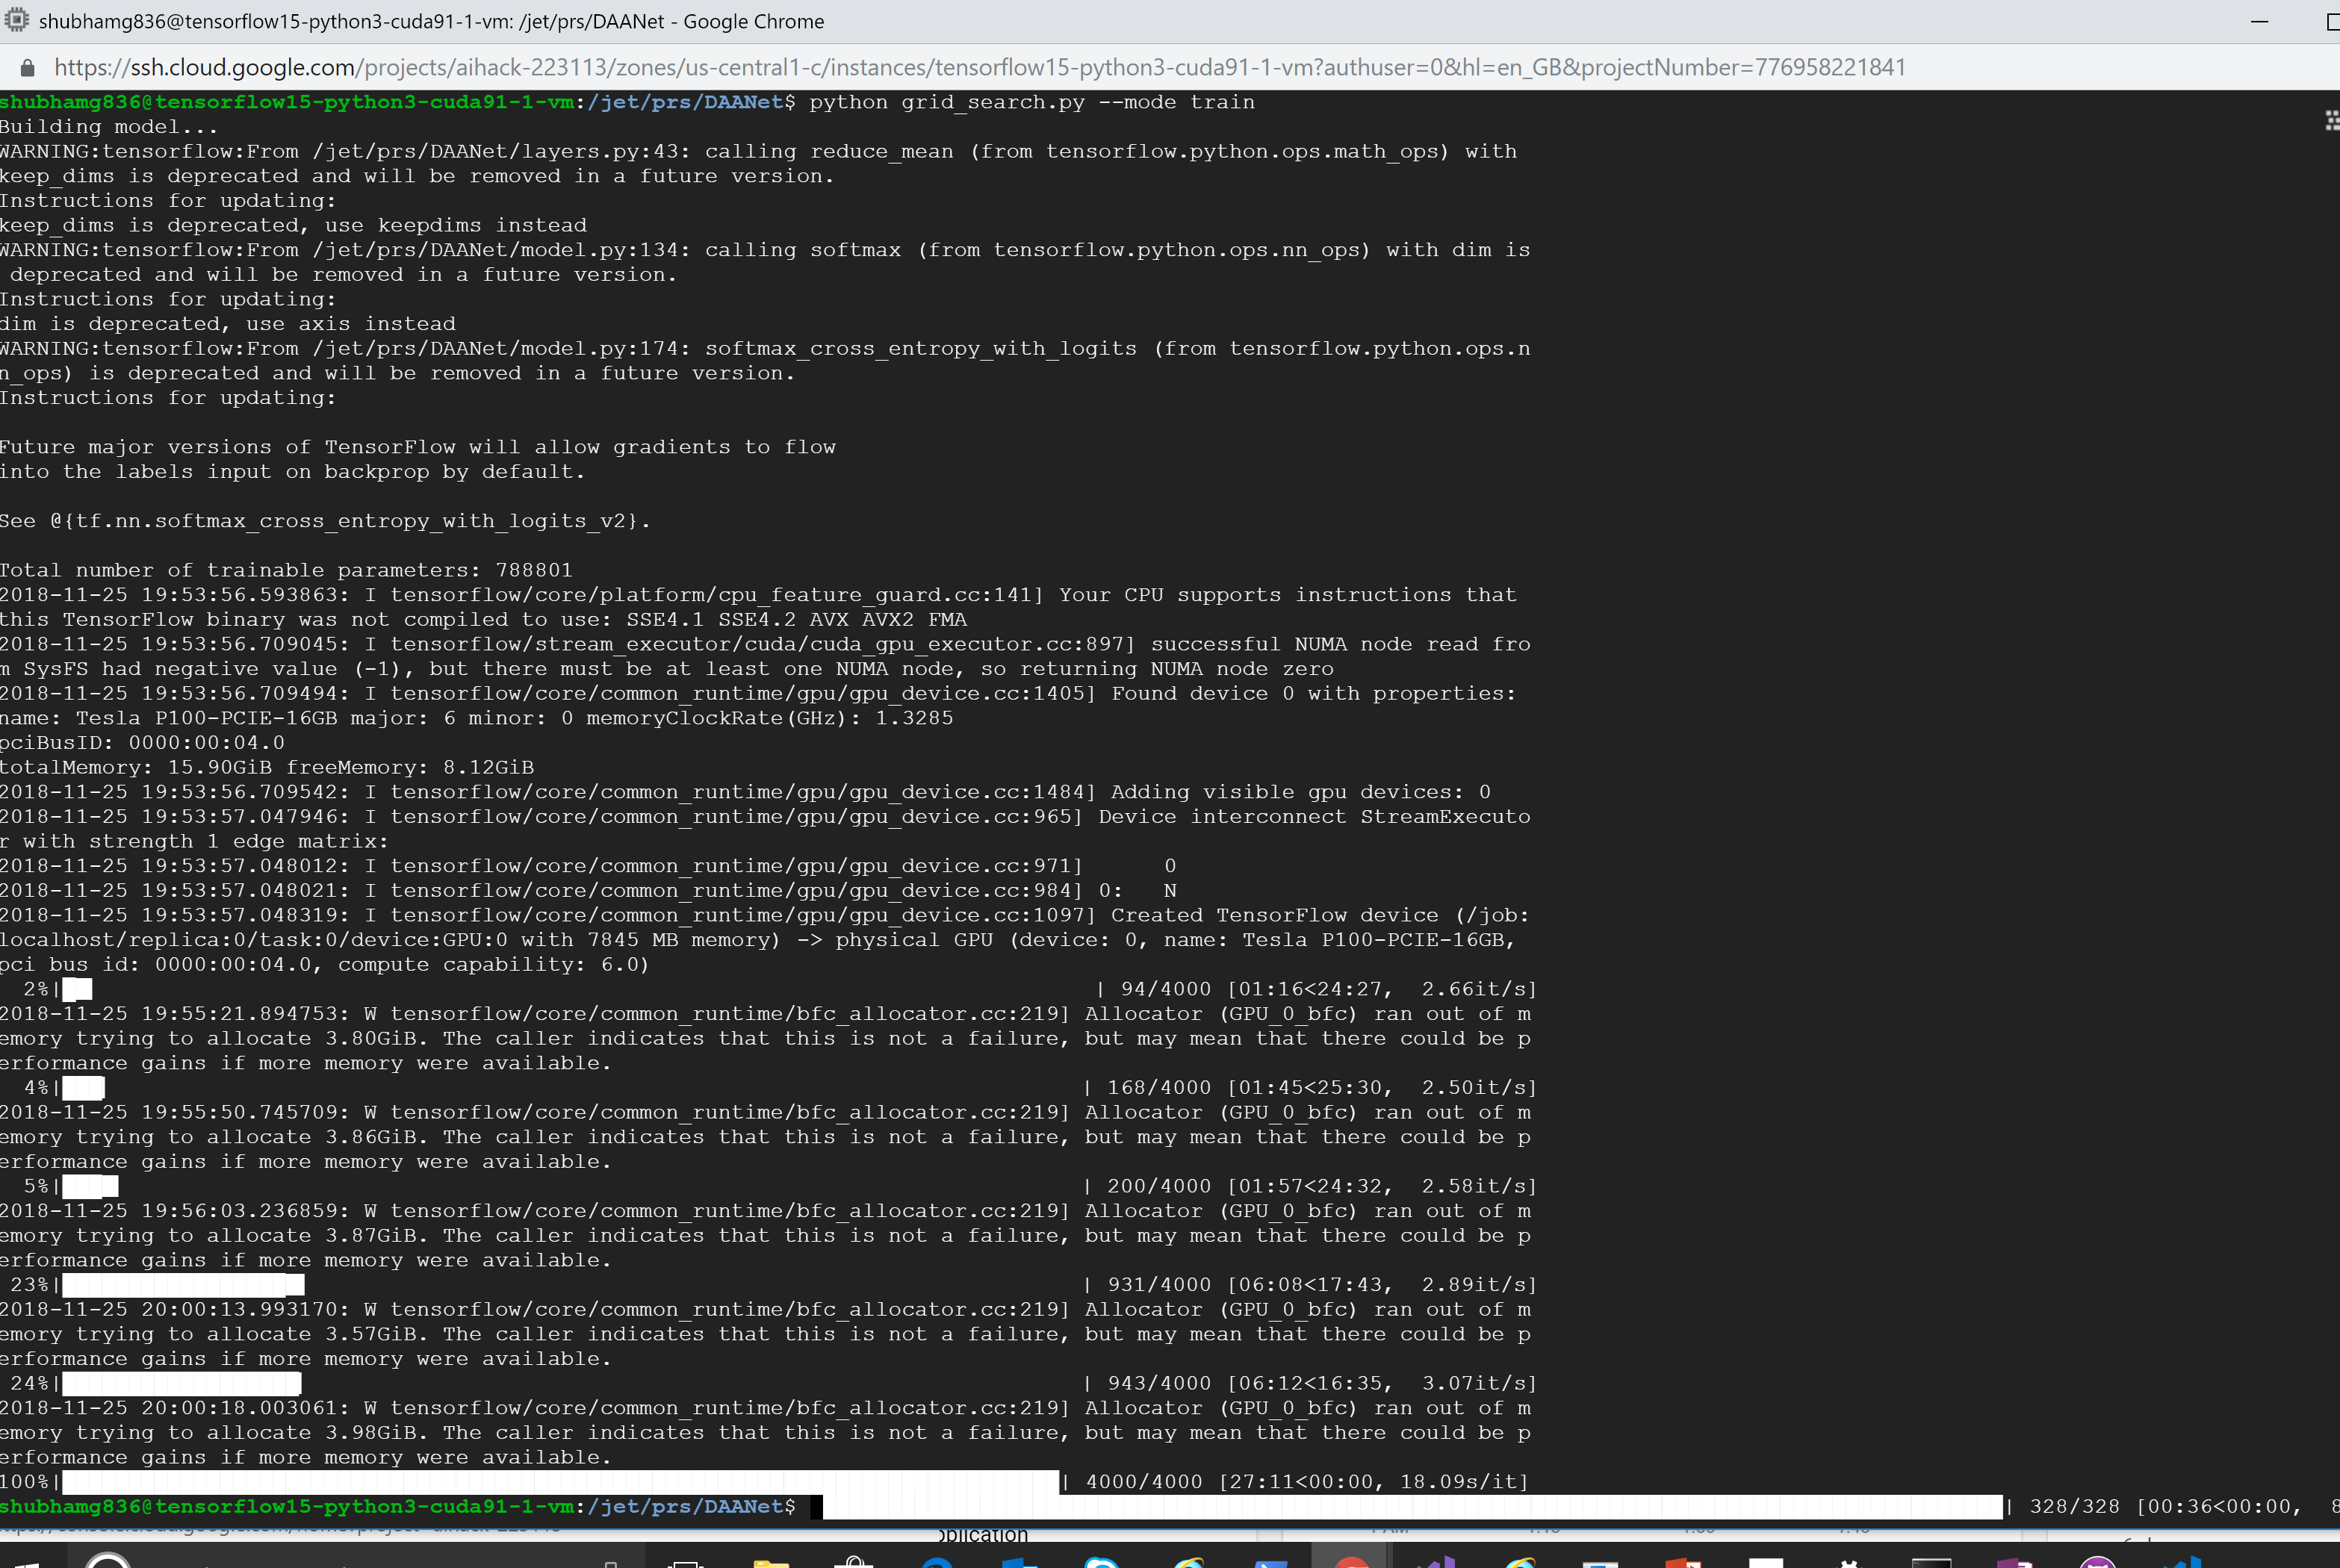 shubhamg836@tensorflow15-python3-cuda91-1-vm: /jet/prs/DAANet - Google Chrome
https://ssh.cloud.google.com/projects/aihack-223113/zones/us-central1-c/instances/tensorflow15-python3-cuda91-1-vm?authuser=0&hl=en_GB&projectNumber=776958221841
shubhamg836@tensorflow15-python3-cuda91-1-vm:/jet/prs/DAANet$ python grid_search.py --mode train
Building model...
WARNING:tensorflow:From /jet/prs/DAANet/layers.py:43: calling reduce_mean (from tensorflow.python.ops.math_ops) with
keep_dims is deprecated and will be removed in a future version.
Instructions for updating:
keep_dims is deprecated, use keepdims instead
WARNING:tensorflow:From /jet/prs/DAANet/model.py:134: calling softmax (from tensorflow.python.ops.nn_ops) with dim is
deprecated and will be removed in a future version.
Instructions for updating:
dim is deprecated, use axis instead
WARNING:tensorflow:From /jet/prs/DAANet/model.py:174: softmax_cross_entropy_with_logits (from tensorflow.python.ops.n
n_ops) is deprecated and will be removed in a future version.
Instructions for updating:
Future major versions of TensorFlow will allow gradients to flow
into the labels input on backprop by default.
See @{tf.nn.softmax_cross_entropy_with_logits_v2}.
Total number of trainable parameters: 788801
2018-11-25 19:53:56.593863: I tensorflow/core/platform/cpu_feature_guard.cc:141] Your CPU supports instructions that
this TensorFlow binary was not compiled to use: SSE4.1 SSE4.2 AVX AVX2 FMA
2018-11-25 19:53:56.709045: I tensorflow/stream_executor/cuda/cuda_gpu_executor.cc:897] successful NUMA node read fro
m SysFS had negative value (-1), but there must be at least one NUMA node, so returning NUMA node zero
2018-11-25 19:53:56.709494: I tensorflow/core/common_runtime/gpu/gpu_device.cc:1405] Found device 0 with properties:
name: Tesla P100-PCIE-16GB major: 6 minor: 0 memoryClockRate(GHz): 1.3285
pciBusID: 0000:00:04.0
totalMemory: 15.90GiB freeMemory: 8.12GiB
2018-11-25 19:53:56.709542: I tensorflow/core/common_runtime/gpu/gpu_device.cc:1484] Adding visible gpu devices: 0
2018-11-25 19:53:57.047946: I tensorflow/core/common_runtime/gpu/gpu_device.cc:965] Device interconnect StreamExecuto
r with strength 1 edge matrix:
2018-11-25 19:53:57.048012: I tensorflow/core/common_runtime/gpu/gpu_device.cc:971]      0
2018-11-25 19:53:57.048021: I tensorflow/core/common_runtime/gpu/gpu_device.cc:984] 0:   N
2018-11-25 19:53:57.048319: I tensorflow/core/common_runtime/gpu/gpu_device.cc:1097] Created TensorFlow device (/job:
localhost/replica:0/task:0/device:GPU:0 with 7845 MB memory) -> physical GPU (device: 0, name: Tesla P100-PCIE-16GB,
pci bus id: 0000:00:04.0, compute capability: 6.0)
2%| | 94/4000 [01:16<24:27,  2.66it/s]
2018-11-25 19:55:21.894753: W tensorflow/core/common_runtime/bfc_allocator.cc:219] Allocator (GPU_0_bfc) ran out of m
emory trying to allocate 3.80GiB. The caller indicates that this is not a failure, but may mean that there could be p
erformance gains if more memory were available.
4%| | 168/4000 [01:45<25:30,  2.50it/s]
2018-11-25 19:55:50.745709: W tensorflow/core/common_runtime/bfc_allocator.cc:219] Allocator (GPU_0_bfc) ran out of m
emory trying to allocate 3.86GiB. The caller indicates that this is not a failure, but may mean that there could be p
erformance gains if more memory were available.
5%| | 200/4000 [01:57<24:32,  2.58it/s]
2018-11-25 19:56:03.236859: W tensorflow/core/common_runtime/bfc_allocator.cc:219] Allocator (GPU_0_bfc) ran out of m
emory trying to allocate 3.87GiB. The caller indicates that this is not a failure, but may mean that there could be p
erformance gains if more memory were available.
23%| | 931/4000 [06:08<17:43,  2.89it/s]
2018-11-25 20:00:13.993170: W tensorflow/core/common_runtime/bfc_allocator.cc:219] Allocator (GPU_0_bfc) ran out of m
emory trying to allocate 3.57GiB. The caller indicates that this is not a failure, but may mean that there could be p
erformance gains if more memory were available.
24%| | 943/4000 [06:12<16:35,  3.07it/s]
2018-11-25 20:00:18.003061: W tensorflow/core/common_runtime/bfc_allocator.cc:219] Allocator (GPU_0_bfc) ran out of m
emory trying to allocate 3.98GiB. The caller indicates that this is not a failure, but may mean that there could be p
erformance gains if more memory were available.
100%| | 4000/4000 [27:11<00:00, 18.09s/it]
shubhamg836@tensorflow15-python3-cuda91-1-vm:/jet/prs/DAANet$ | 328/328 [00:36<00:00,  8